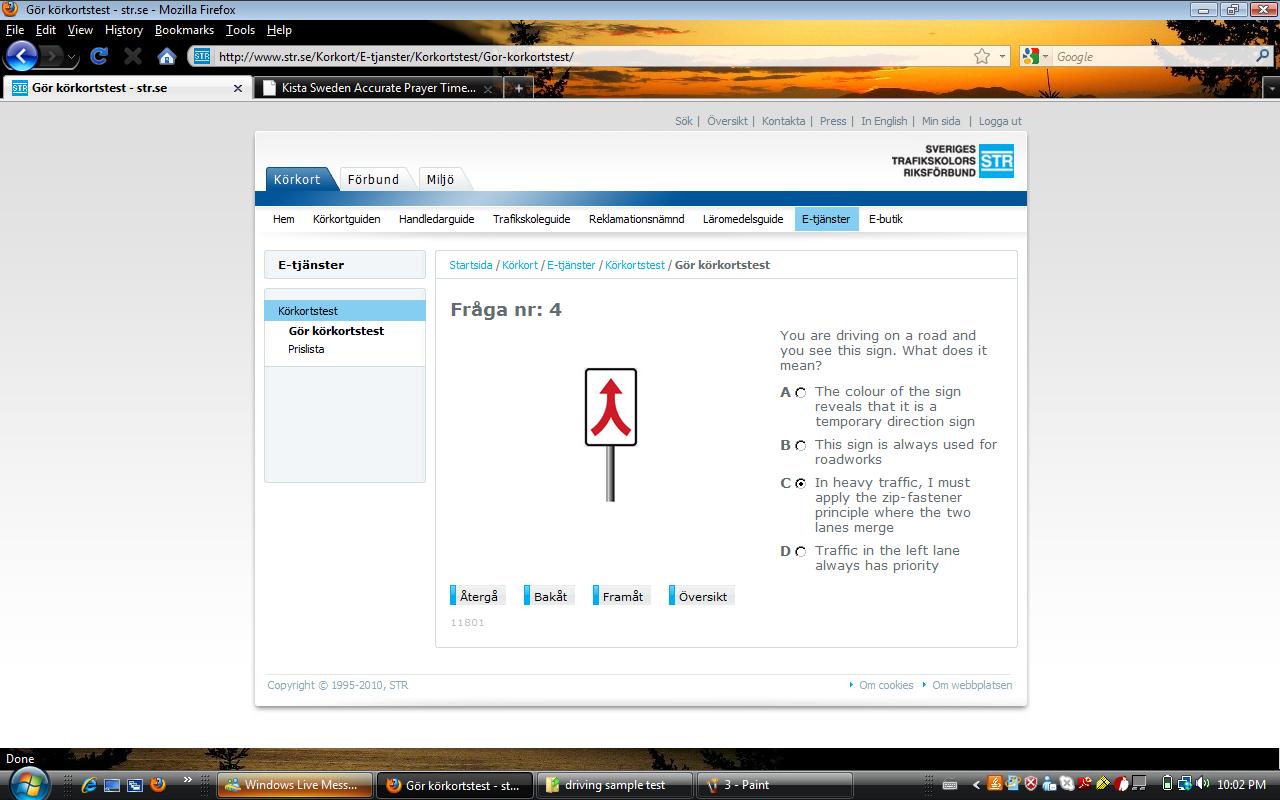 Gör körkortstest - str.se - Mozilla Firefox
File Edit View History Bookmarks Tools Help
STR http://www.str.se/Korkort/E-tjanster/Korkortstest/Gor-korkortstest/ Google
STR Gör körkortstest - str.se Kista Sweden Accurate Prayer Time...
Sök | Översikt | Kontakta | Press | In English | Min sida | Logga ut
SVERIGES
TRAFIKSKOLORS STR
RIKSFÖRBUND
Körkort Förbund Miljö
Hem Körkortguiden Handledarguide Trafikskoleguide Reklamationsnämnd Läromedelsguide E-tjänster E-butik
E-tjänster
Körkortstest
Gör körkortstest
Prislista
Startsida / Körkort / E-tjänster / Körkortstest / Gör körkortstest
Fråga nr: 4
You are driving on a road and
you see this sign. What does it
mean?
A The colour of the sign
reveals that it is a
temporary direction sign
B This sign is always used for
roadworks
C In heavy traffic, I must
apply the zip-fastener
principle where the two
lanes merge
D Traffic in the left lane
always has priority
Återgå Bakåt Framåt Översikt
11801
Copyright © 1995-2010, STR Om cookies Om webbplatsen
Done
Windows Live Mess... Gör körkortstest - st... driving sample test 3 - Paint 10:02 PM